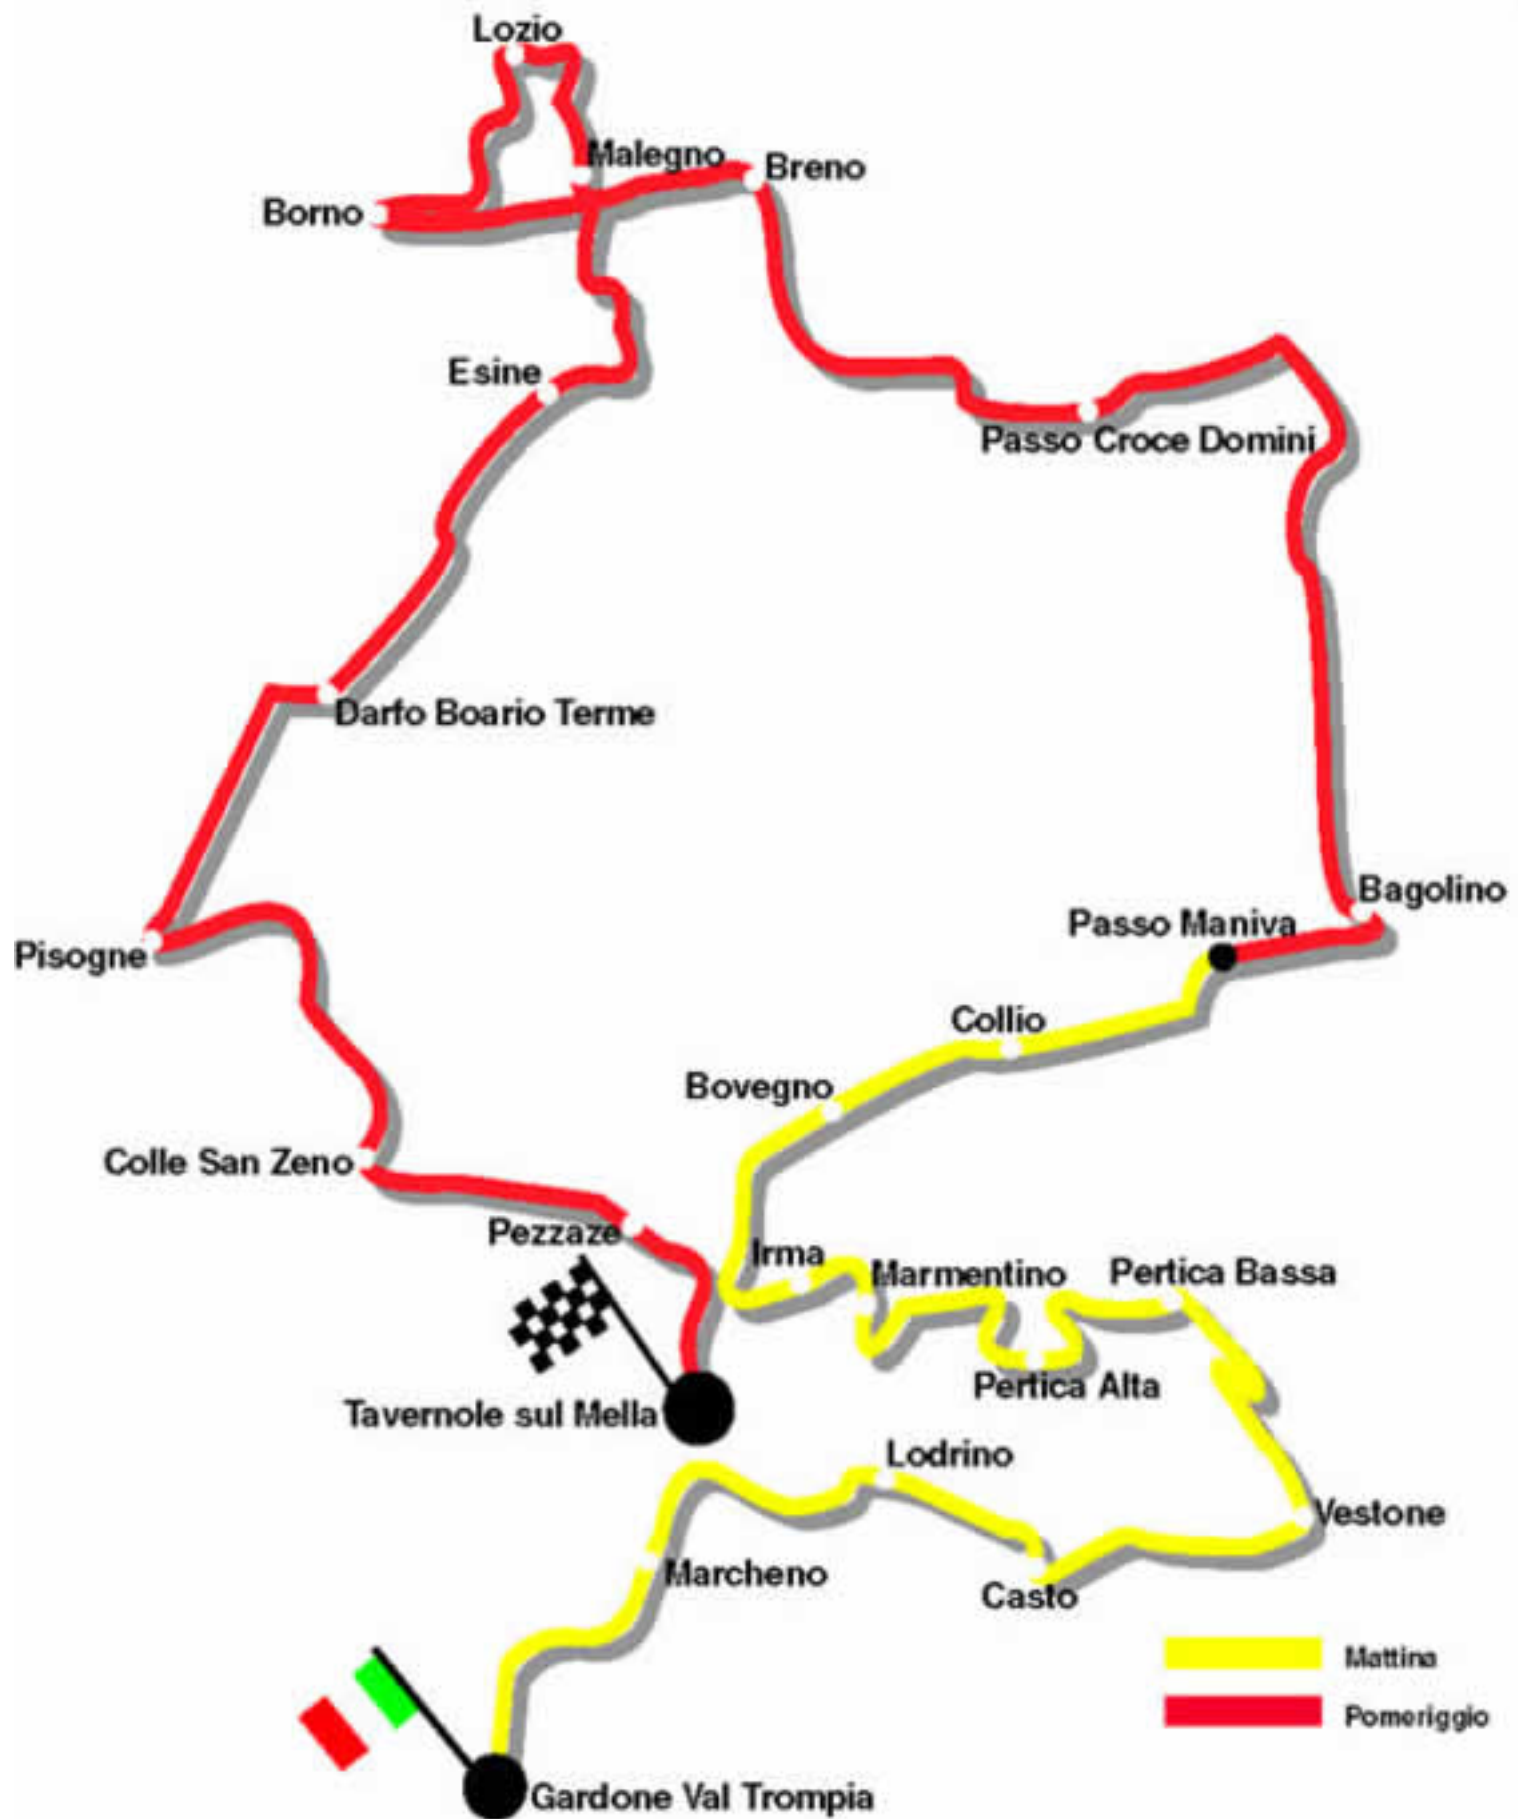 Lozio
Malegno
Breno
Borno
Esine
Passo Croce Domini
Darfo Boario Terme
Bagolino
Passo Maniva
Pisogne
Collio
Bovegno
Colle San Zeno
Pezzaze
Irma
Marmentino
Pertica Bassa
Pertica Alta
Tavernole sul Mella
Lodrino
Vestone
Marcheno
Casto
Mattina
Pomeriggio
Gardone Val Trompia